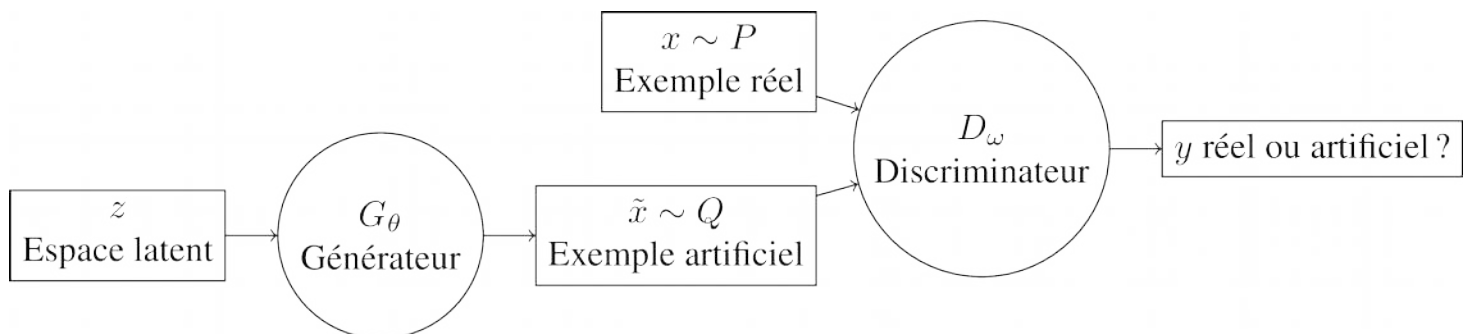 x ∼ P
Exemple réel
D_ω
Discriminateur
y réel ou artificiel ?
z
Espace latent
G_θ
Générateur
x̃ ∼ Q
Exemple artificiel